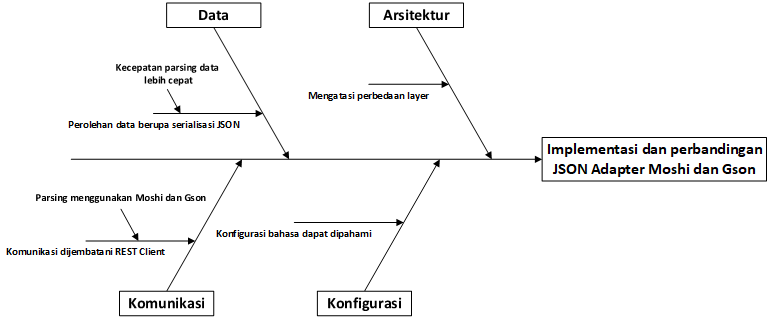 Data
Arsitektur
Kecepatan parsing data
lebih cepat
Mengatasi perbedaan layer
Perolehan data berupa serialisasi JSON
Implementasi dan perbandingan
JSON Adapter Moshi dan Gson
Parsing menggunakan Moshi dan Gson
Konfigurasi bahasa dapat dipahami
Komunikasi dijembatani REST Client
Komunikasi
Konfigurasi